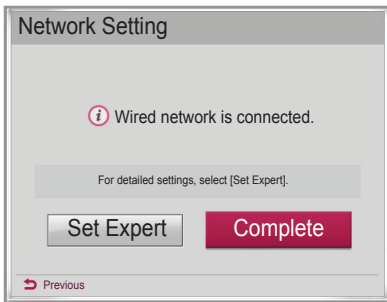 Network Setting
Wired network is connected.
For detailed settings, select [Set Expert].
Set Expert
Complete
Previous